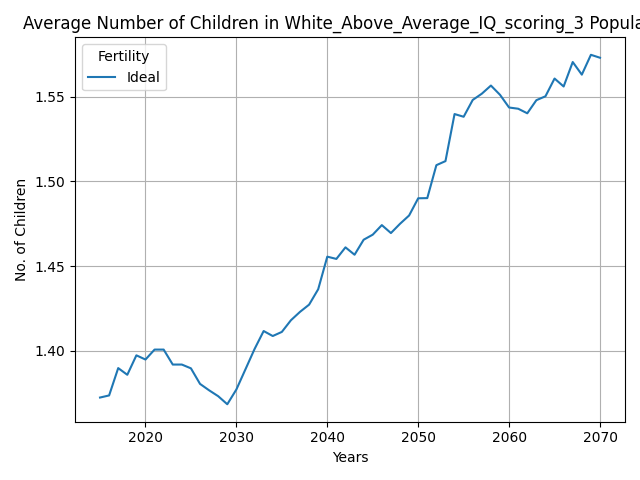 Average Number of Children in White_Above_Average_IQ_scoring_3 Popula
Fertility
Ideal
No. of Children
1.55
1.50
1.45
1.40
2020 2030 2040 2050 2060 2070
Years